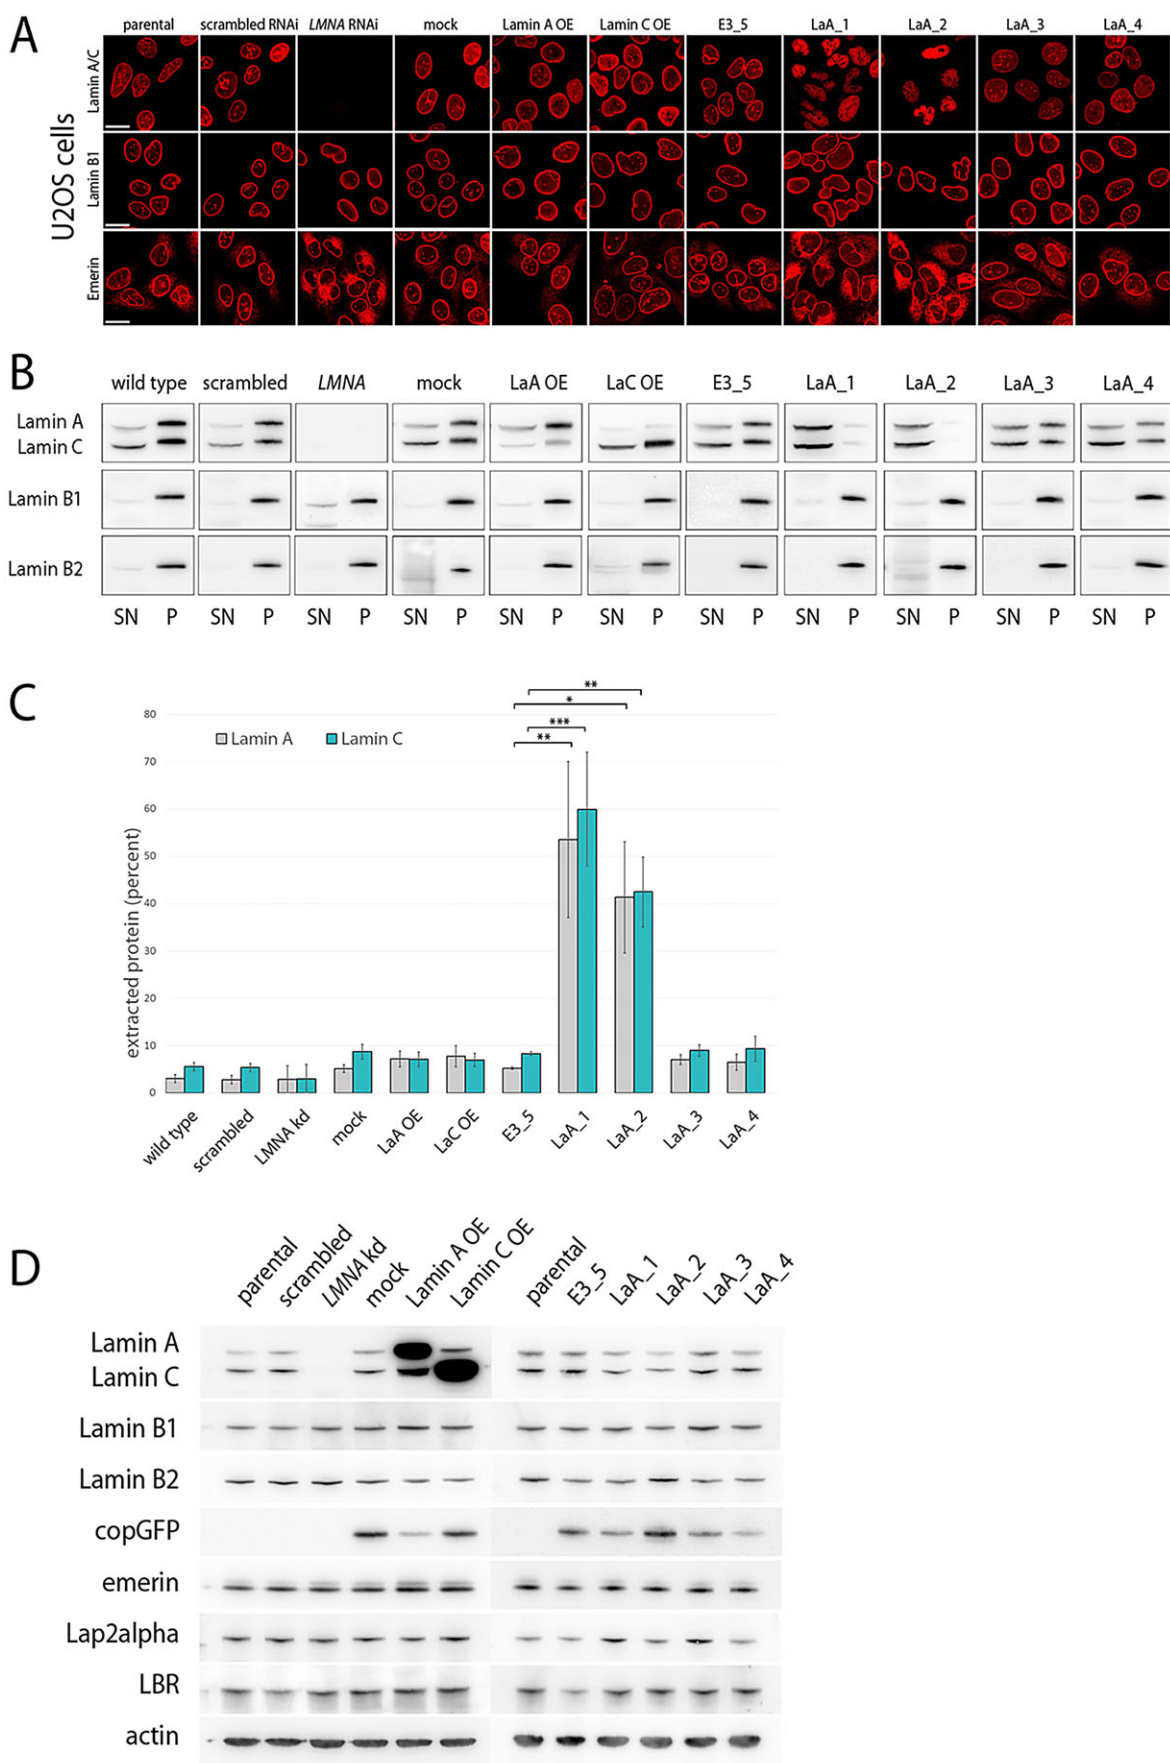 A
parental scrambled RNAi LMNA RNAi mock Lamin A OE Lamin C OE E3_5 LaA_1 LaA_2 LaA_3 LaA_4
U2OS cells
Lamin A/C
Lamin B1
Emerin
B
wild type scrambled LMNA mock LaA OE LaC OE E3_5 LaA_1 LaA_2 LaA_3 LaA_4
Lamin A
Lamin C
Lamin B1
Lamin B2
SN P SN P SN P SN P SN P SN P SN P SN P SN P SN P SN P
C
**
*
***
**
Lamin A Lamin C
extracted protein (percent)
80
70
60
50
40
30
20
10
0
wild type scrambled LMNA kd mock LaA OE LaC OE E3_5 LaA_1 LaA_2 LaA_3 LaA_4
D
parental scrambled LMNA kd mock Lamin A OE Lamin C OE parental E3_5 LaA_1 LaA_2 LaA_3 LaA_4
Lamin A
Lamin C
Lamin B1
Lamin B2
copGFP
emerin
Lap2alpha
LBR
actin